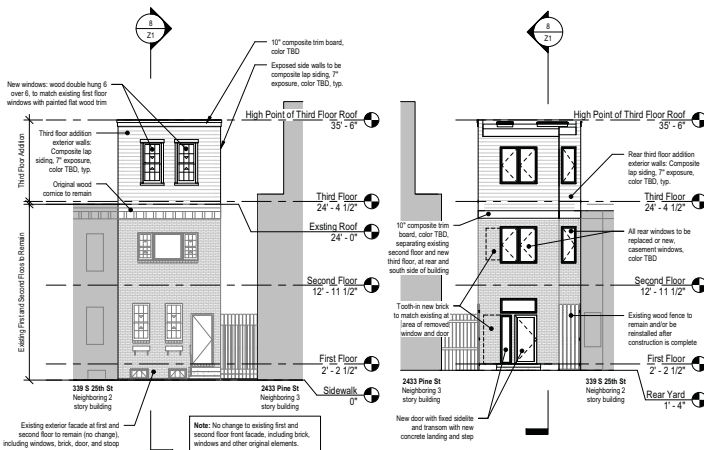 8
Z1
10" composite trim board,
color TBD
Exposed side walls to be
composite lap siding, 7"
exposure, color TBD, typ.
New windows: wood double hung 6
over 6, to match existing first floor
windows with painted flat wood trim
High Point of Third Floor Roof
35' - 6"
Third floor addition
exterior walls:
Composite lap
siding, 7" exposure,
color TBD, typ.
Third Floor Addition
Original wood
cornice to remain
Third Floor
24' - 4 1/2"
Exsting Roof
24' - 0"
Existing First and Second Floors to Remain
Second Floor
12' - 11 1/2"
First Floor
2' - 2 1/2"
339 S 25th St
Neighboring 2
story building
2433 Pine St
Neighboring 3
story building
Sidewalk
0"
Existing exterior facade at first and
second floor to remain (no change),
including windows, brick, door, and stoop
Note: No change to existing first and
second floor front facade, including brick,
windows and other original elements.
8
Z1
High Point of Third Floor Roof
35' - 6"
Rear third floor addition
exterior walls: Composite
lap siding, 7" exposure,
color TBD, typ.
Third Floor
24' - 4 1/2"
10" composite trim
board, color TBD,
separating existing
second floor and new
third floor, at rear and
south side of building
All rear windows to be
replaced or new,
casement windows,
color TBD
Second Floor
12' - 11 1/2"
Tooth-in new brick
to match existing at
area of removed
window and door
Existing wood fence to
remain and/or be
reinstalled after
construction is complete
First Floor
2' - 2 1/2"
2433 Pine St
Neighboring 3
story building
339 S 25th St
Neighboring 2
story building
Rear Yard
1' - 4"
New door with fixed sidelite
and transom with new
concrete landing and step